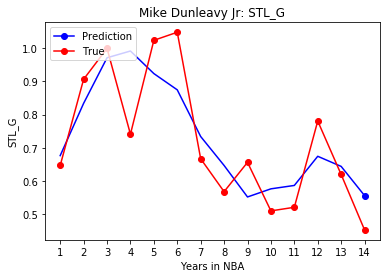 Mike Dunleavy Jr: STL_G
Prediction
True
STL_G
1.0
0.9
0.8
0.7
0.6
0.5
1 2 3 4 5 6 7 8 9 10 11 12 13 14
Years in NBA